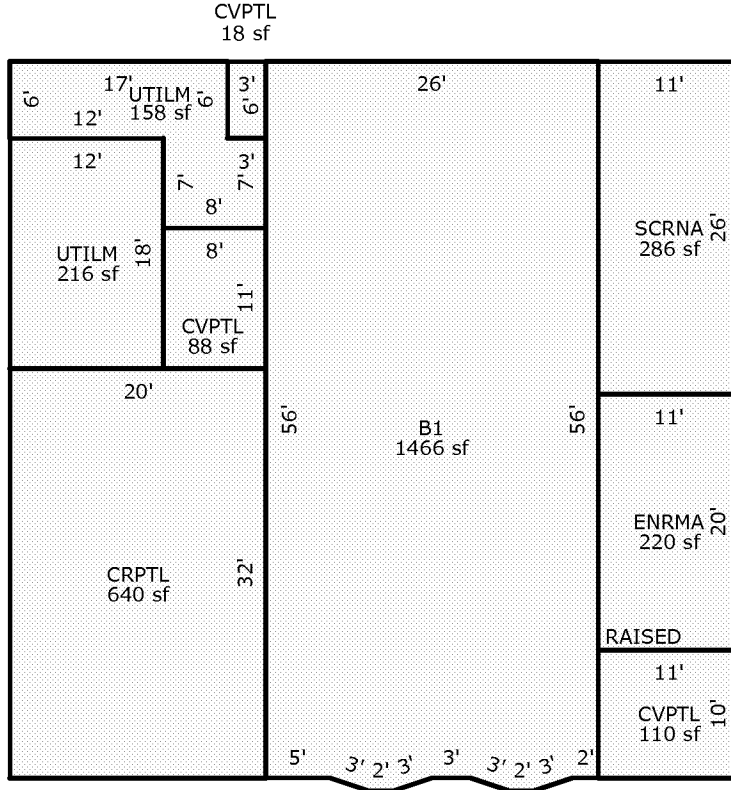 CVPTL
18 sf
17'
3'
26'
11'
6'
UTILM
158 sf
6'
6'
12'
12'
3'
7'
7'
8'
UTILM
216 sf
18'
8'
11'
CVPTL
88 sf
SCRNA
286 sf
26'
20'
56'
B1
1466 sf
56'
11'
ENRMA
220 sf
20'
CRPTL
640 sf
32'
RAISED
11'
CVPTL
110 sf
10'
5'
3'
2'
3'
3'
3'
2'
3'
2'